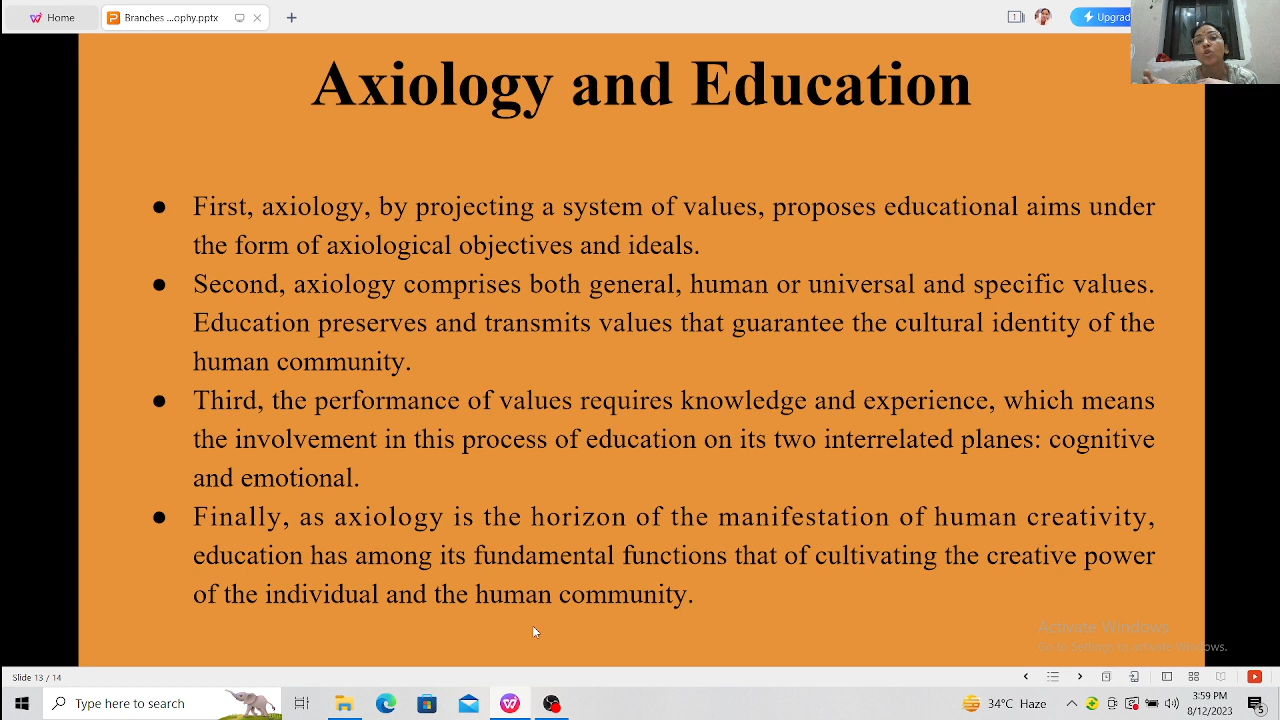 Home
Branches ...ophy.pptx
1
Upgrad
Axiology and Education
● First, axiology, by projecting a system of values, proposes educational aims under
the form of axiological objectives and ideals.
● Second, axiology comprises both general, human or universal and specific values.
Education preserves and transmits values that guarantee the cultural identity of the
human community.
● Third, the performance of values requires knowledge and experience, which means
the involvement in this process of education on its two interrelated planes: cognitive
and emotional.
● Finally, as axiology is the horizon of the manifestation of human creativity,
education has among its fundamental functions that of cultivating the creative power
of the individual and the human community.
Activate Windows
Go to Settings to activate Windows.
Slide 13 / 14
Type here to search
34°C Haze
3:59 PM
8/12/2023
5